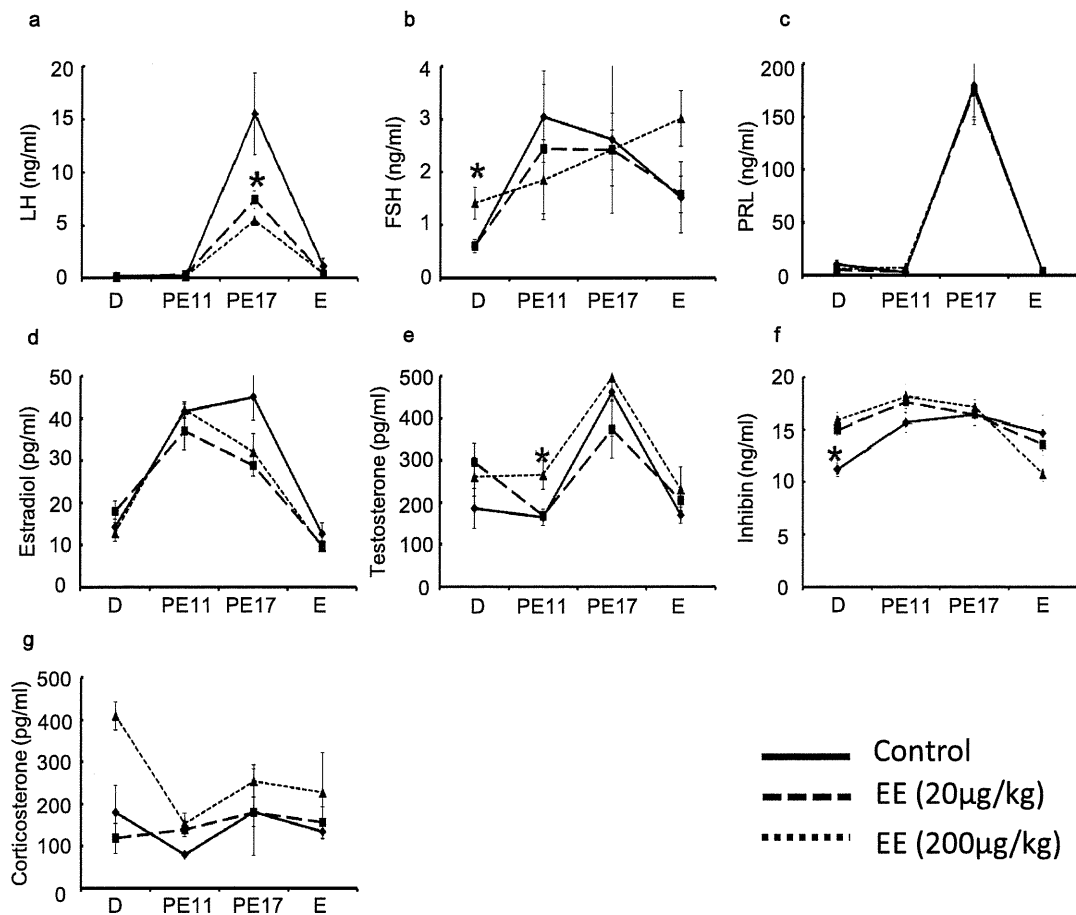 a
LH (ng/ml)
20
15
10
5
0
*
D PE11 PE17 E
b
FSH (ng/ml)
4
3
2
1
0
*
D PE11 PE17 E
c
PRL (ng/ml)
200
150
100
50
0
D PE11 PE17 E
d
Estradiol (pg/ml)
50
40
30
20
10
0
D PE11 PE17 E
e
Testosterone (pg/ml)
500
400
300
200
100
0
*
D PE11 PE17 E
f
Inhibin (ng/ml)
20
15
10
5
0
*
D PE11 PE17 E
g
Corticosterone (pg/ml)
500
400
300
200
100
0
D PE11 PE17 E
Control
EE (20µg/kg)
EE (200µg/kg)